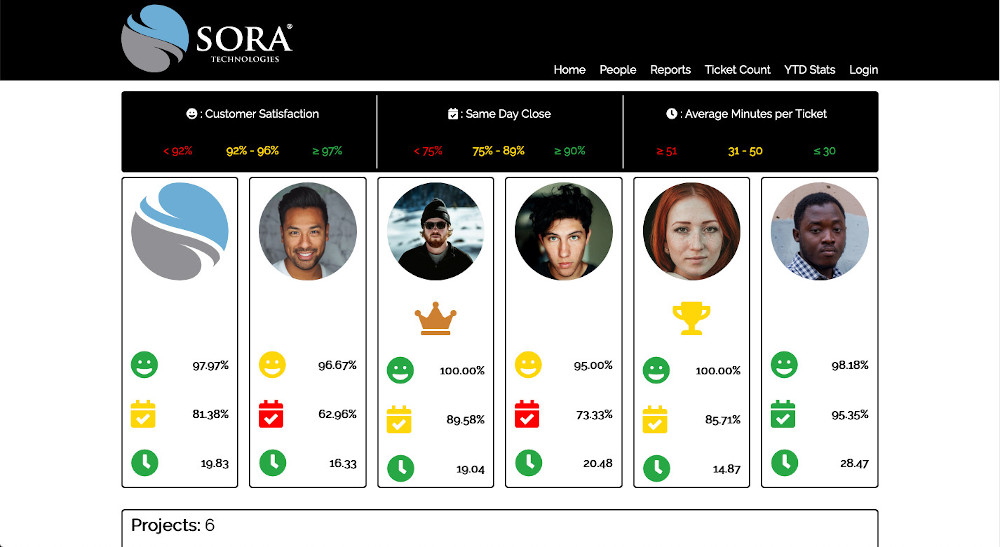 SORA®
TECHNOLOGIES
Home People Reports Ticket Count YTD Stats Login
: Customer Satisfaction
< 92% 92% - 96% ≥ 97%
: Same Day Close
< 75% 75% - 89% ≥ 90%
: Average Minutes per Ticket
≥ 51 31 - 50 ≤ 30
97.97%
81.38%
19.83
96.67%
62.96%
16.33
100.00%
89.58%
19.04
95.00%
73.33%
20.48
100.00%
85.71%
14.87
98.18%
95.35%
28.47
Projects: 6